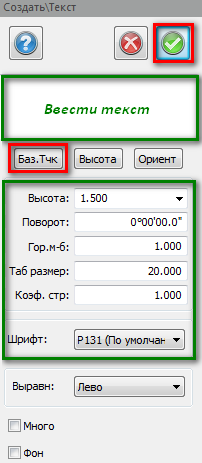 Создать\Текст
Ввести текст
Баз.Тчк Высота Ориент
Высота: 1.500
Поворот: 0°00'00.0"
Гор.м-б: 1.000
Таб размер: 20.000
Коэф. стр: 1.000
Шрифт: P131 (По умолчан
Выравн: Лево
Много
Фон